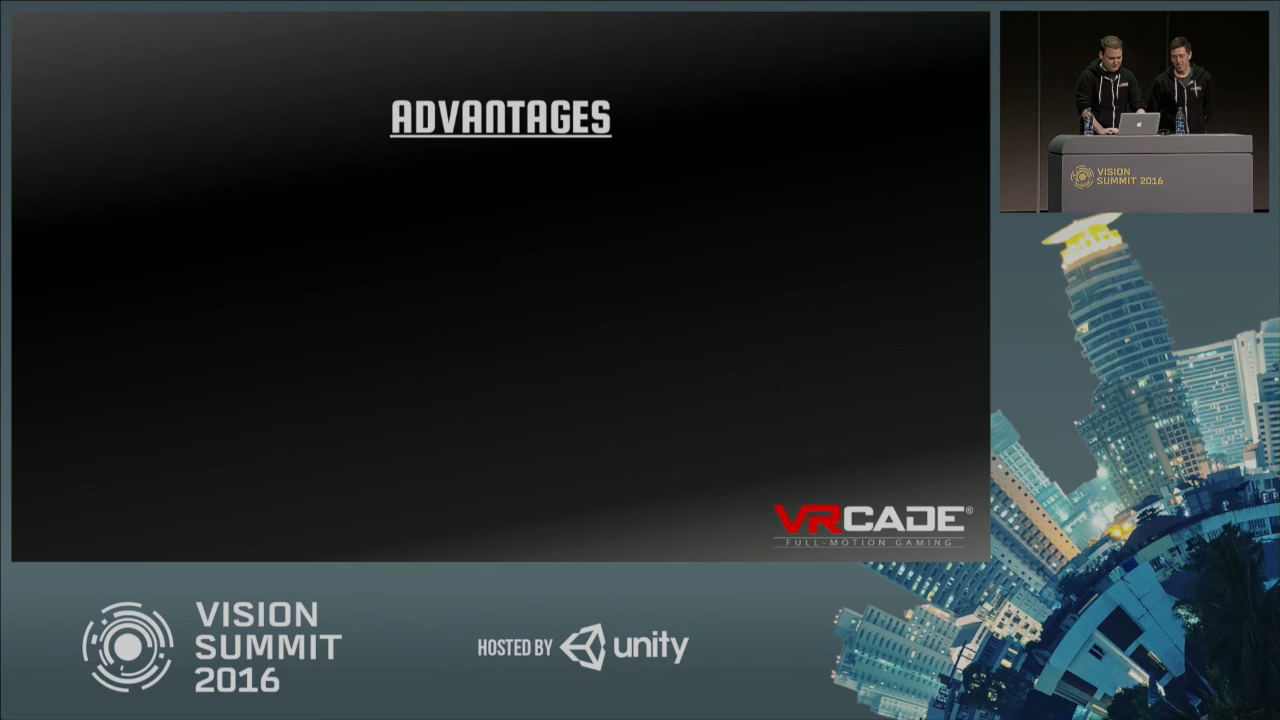 ADVANTAGES
VISION
SUMMIT 2016
VRCADE®
FULL-MOTION GAMING
VISION
SUMMIT
2016
HOSTED BY unity